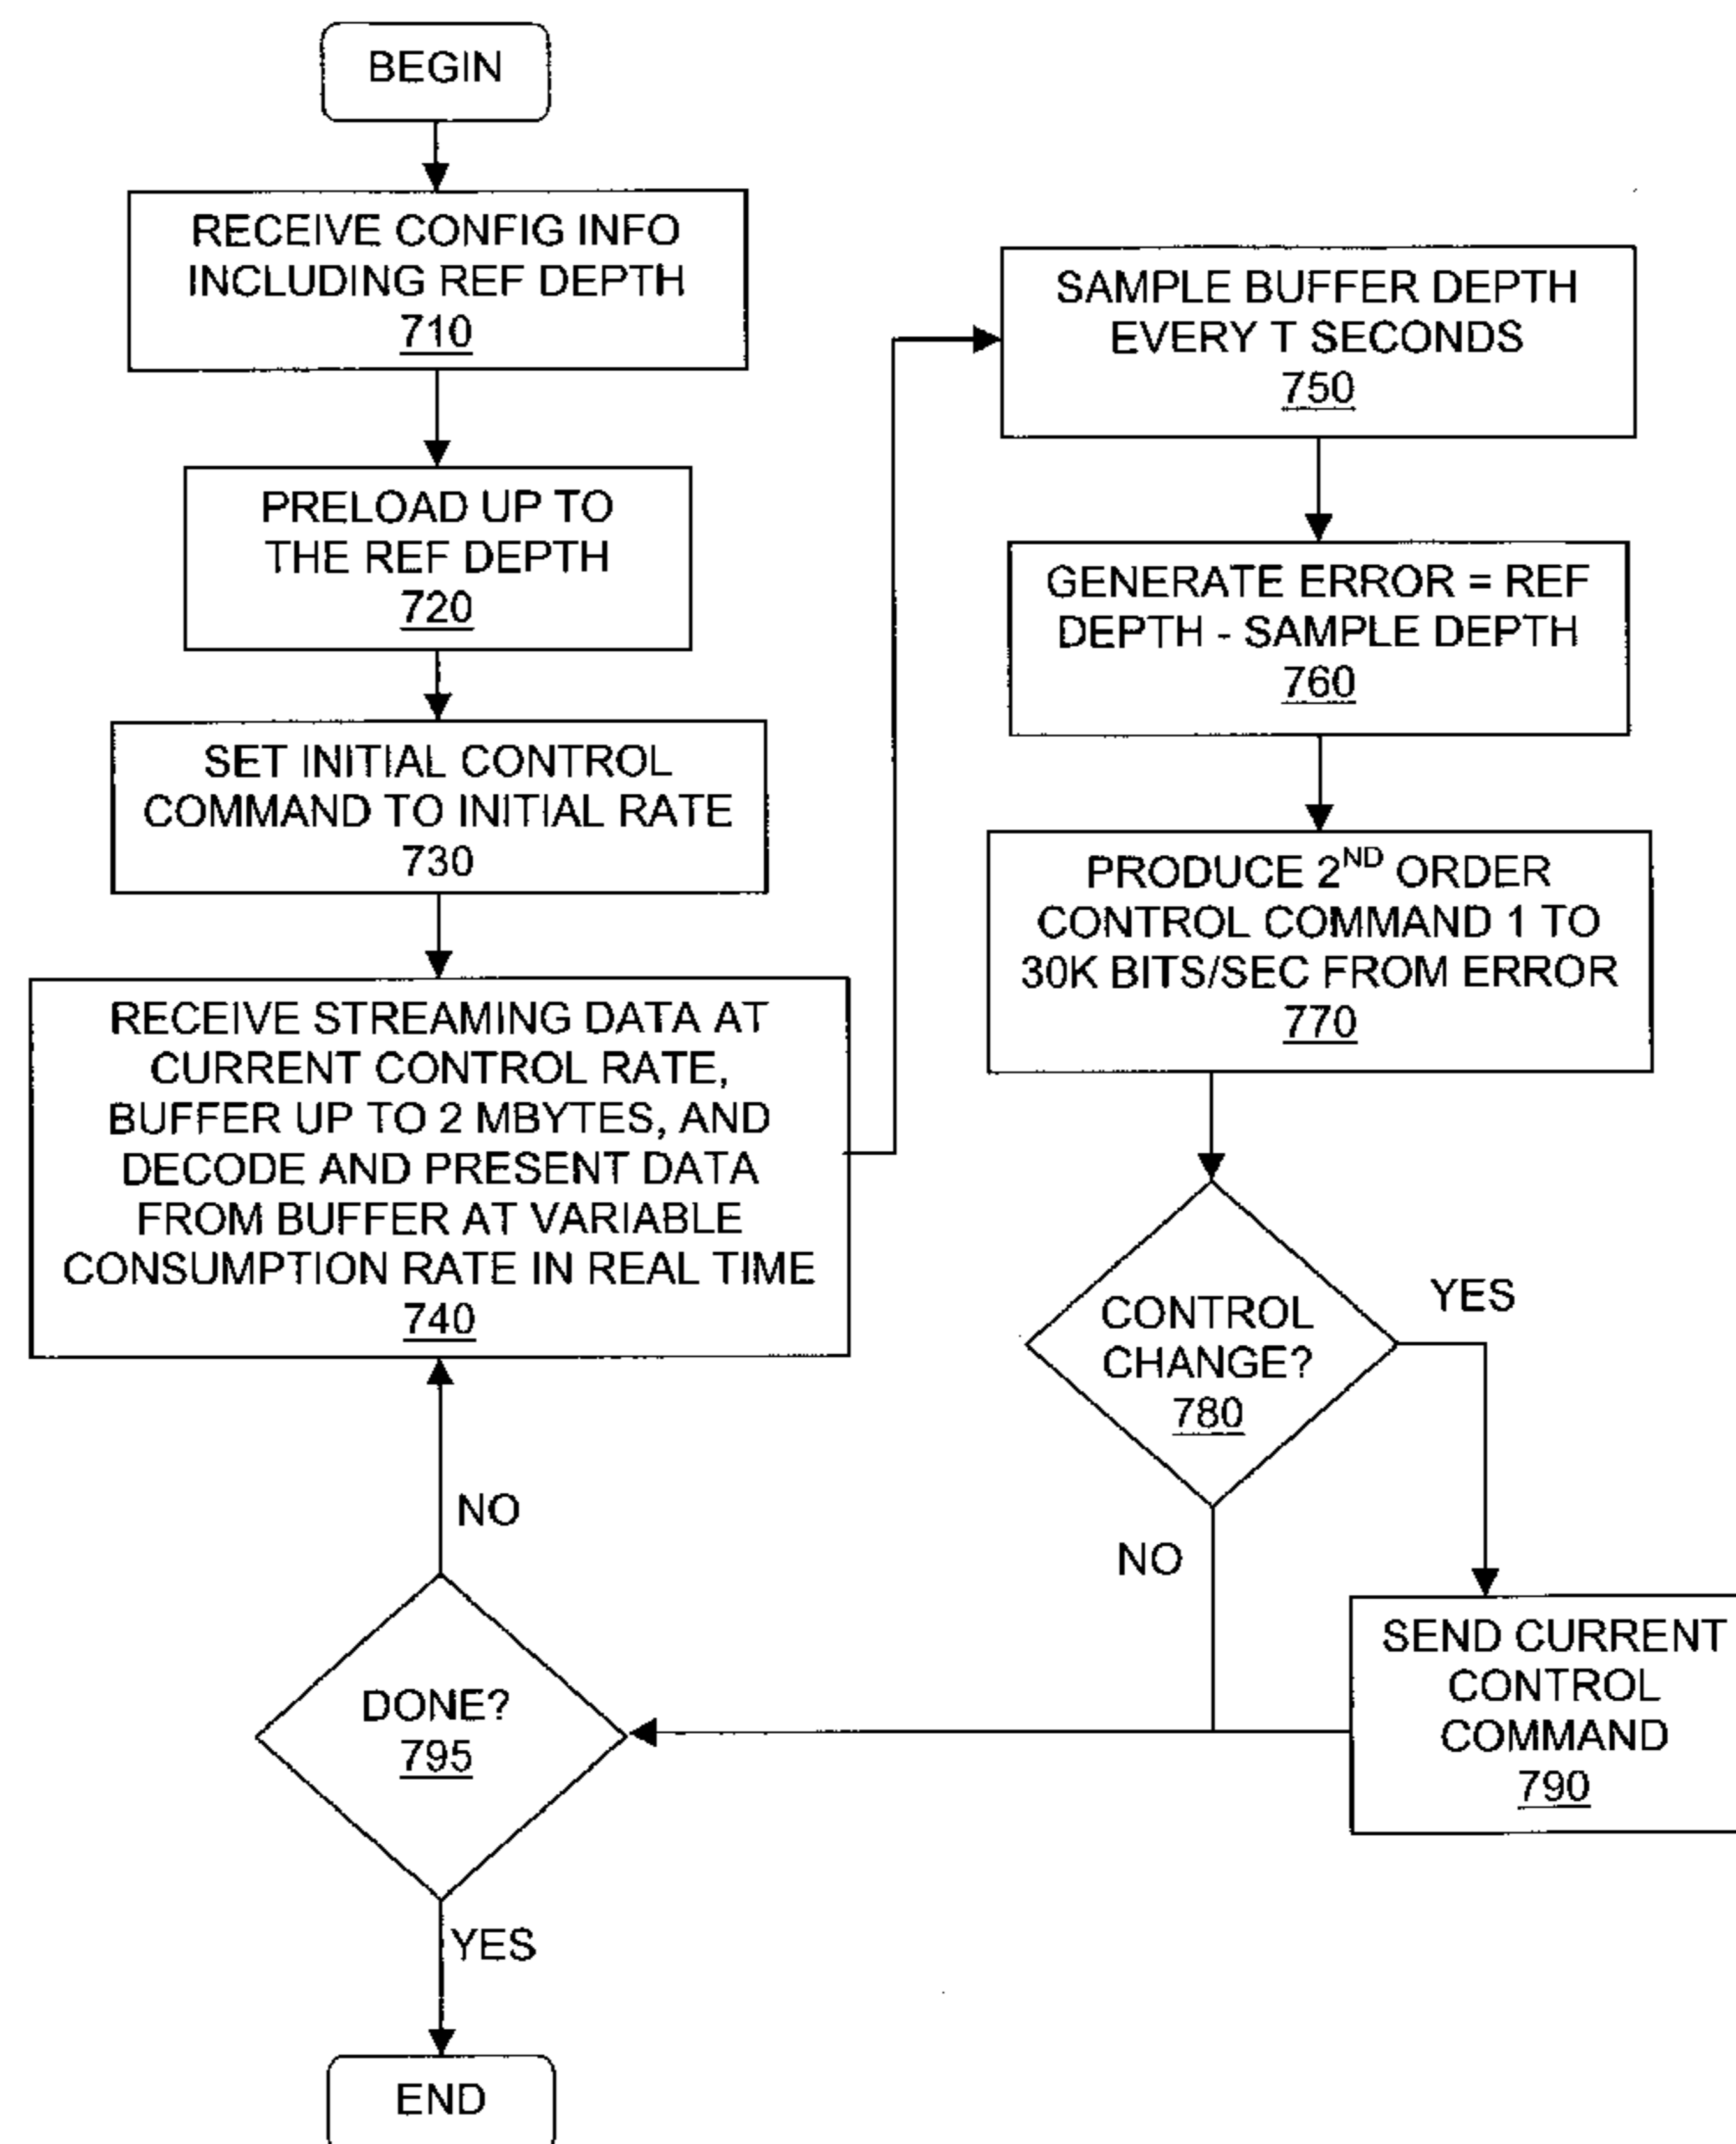 BEGIN
RECEIVE CONFIG INFO
INCLUDING REF DEPTH
710
PRELOAD UP TO
THE REF DEPTH
720
SET INITIAL CONTROL
COMMAND TO INITIAL RATE
730
RECEIVE STREAMING DATA AT
CURRENT CONTROL RATE,
BUFFER UP TO 2 MBYTES, AND
DECODE AND PRESENT DATA
FROM BUFFER AT VARIABLE
CONSUMPTION RATE IN REAL TIME
740
SAMPLE BUFFER DEPTH
EVERY T SECONDS
750
GENERATE ERROR = REF
DEPTH - SAMPLE DEPTH
760
PRODUCE 2ND ORDER
CONTROL COMMAND 1 TO
30K BITS/SEC FROM ERROR
770
CONTROL
CHANGE?
780
YES
NO
SEND CURRENT
CONTROL
COMMAND
790
DONE?
795
NO
YES
END